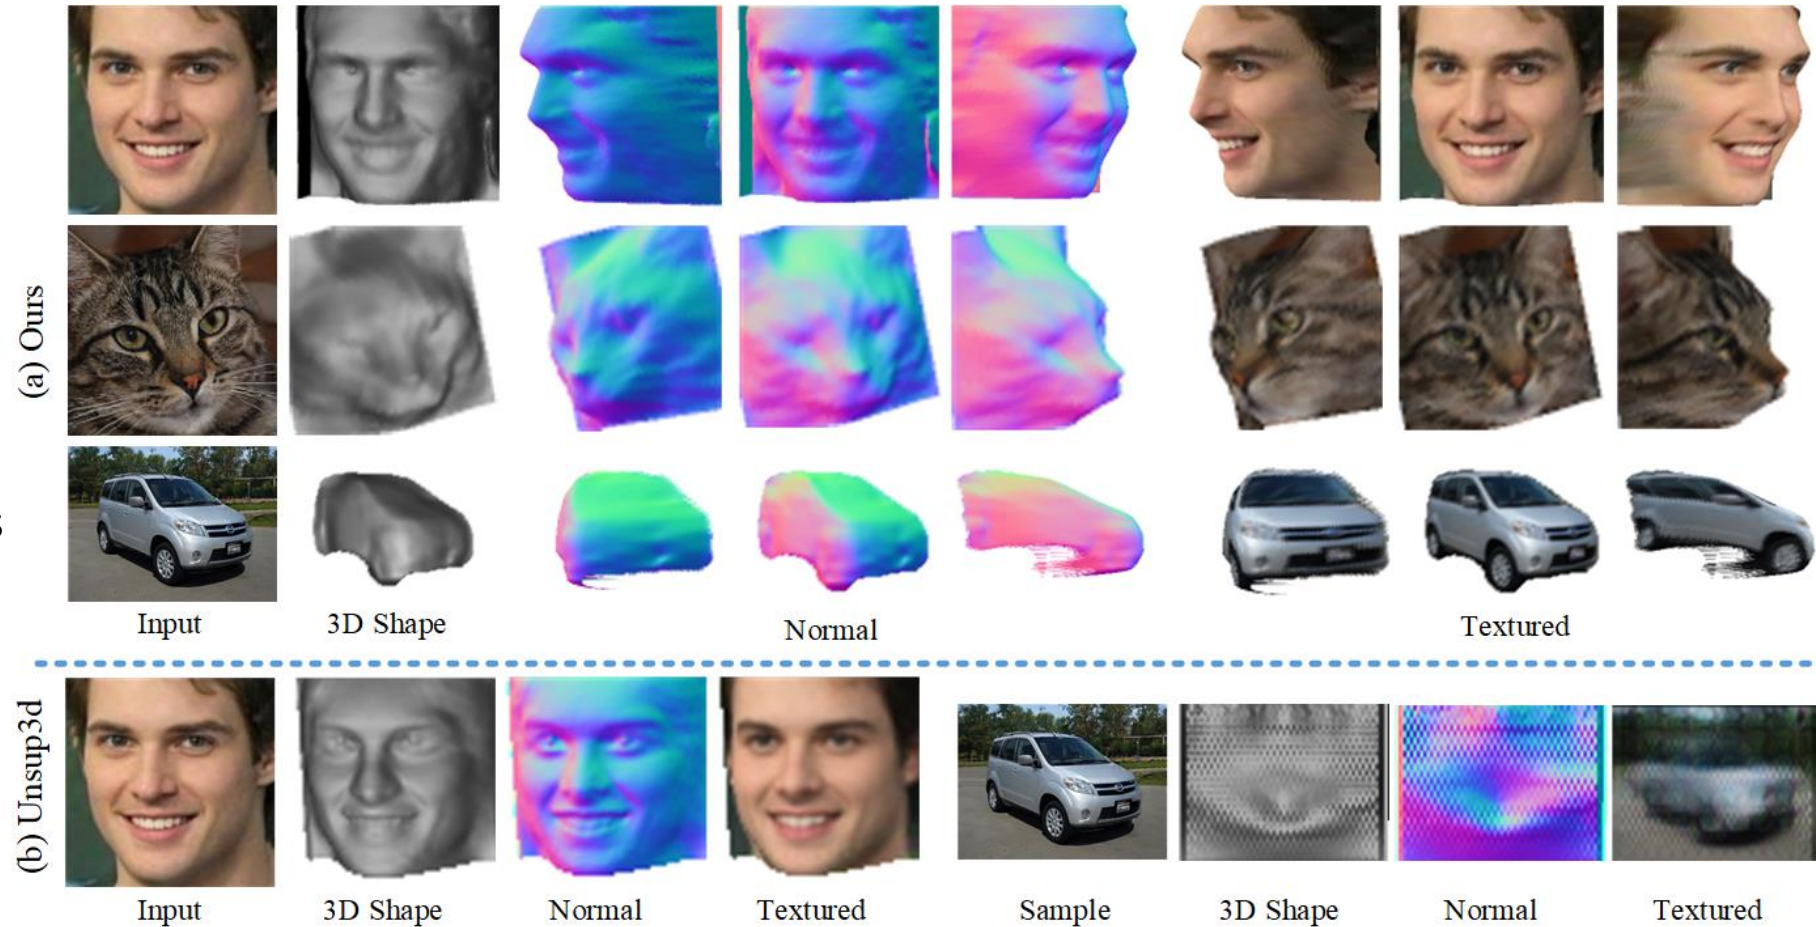 (a) Ours
Input
3D Shape
Normal
Textured
(b) Unsup3d
Input
3D Shape
Normal
Textured
Sample
3D Shape
Normal
Textured